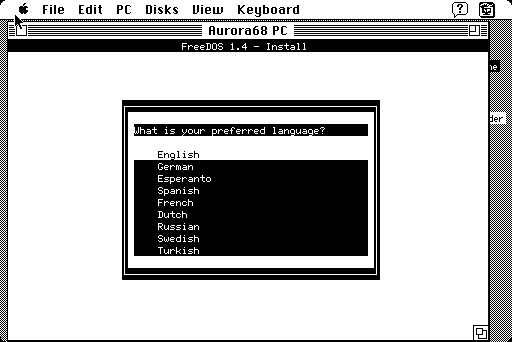 File Edit PC Disks View Keyboard
Aurora68 PC
FreeDOS 1.4 - Install
What is your preferred language?
English
German
Esperanto
Spanish
French
Dutch
Russian
Swedish
Turkish